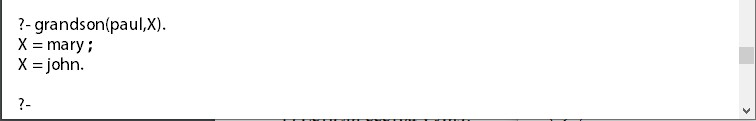 ?- grandson(paul,X).
X = mary ;
X = john.
?-